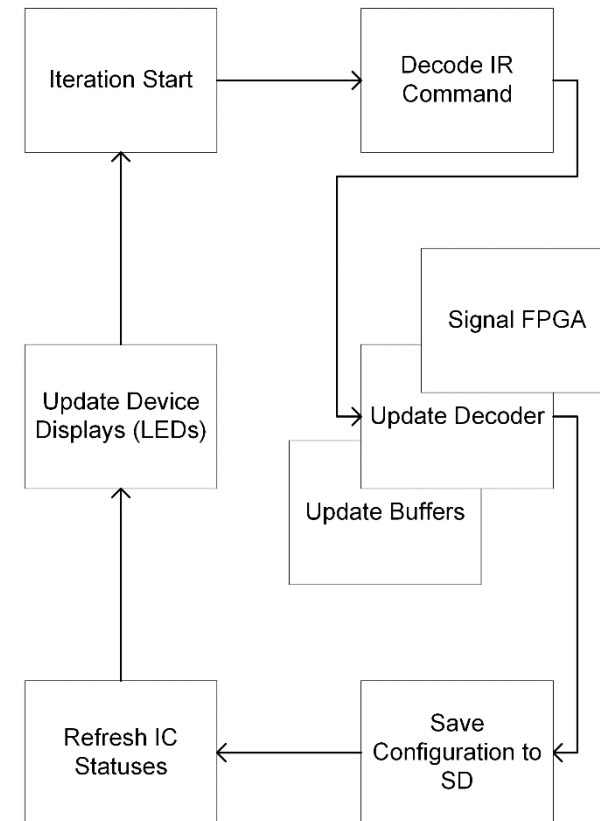 Iteration Start
Decode IR
Command
Signal FPGA
Update Decoder
Update Buffers
Save
Configuration to
SD
Refresh IC
Statuses
Update Device
Displays (LEDs)